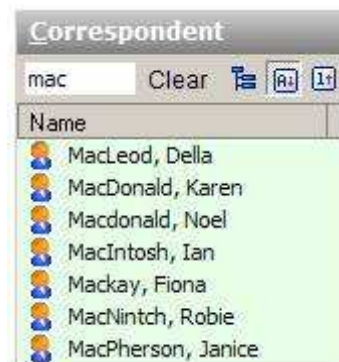 Correspondent
mac Clear
Name
MacLeod, Della
MacDonald, Karen
Macdonald, Noel
MacIntosh, Ian
Mackay, Fiona
MacNintch, Robie
MacPherson, Janice